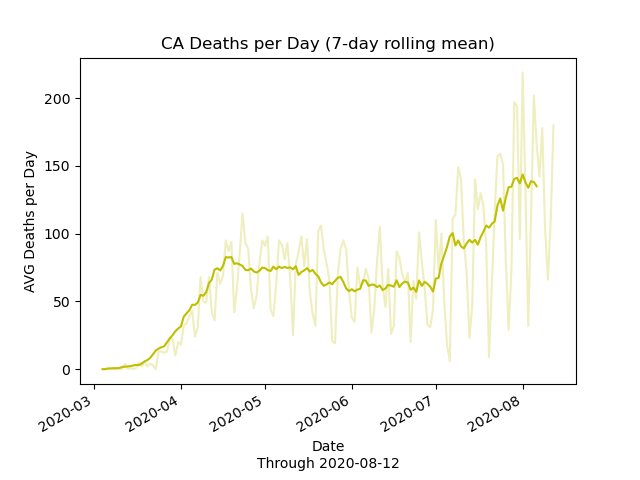 CA Deaths per Day (7-day rolling mean)
AVG Deaths per Day
200
150
100
50
0
2020-03
2020-04
2020-05
2020-06
2020-07
2020-08
Date
Through 2020-08-12